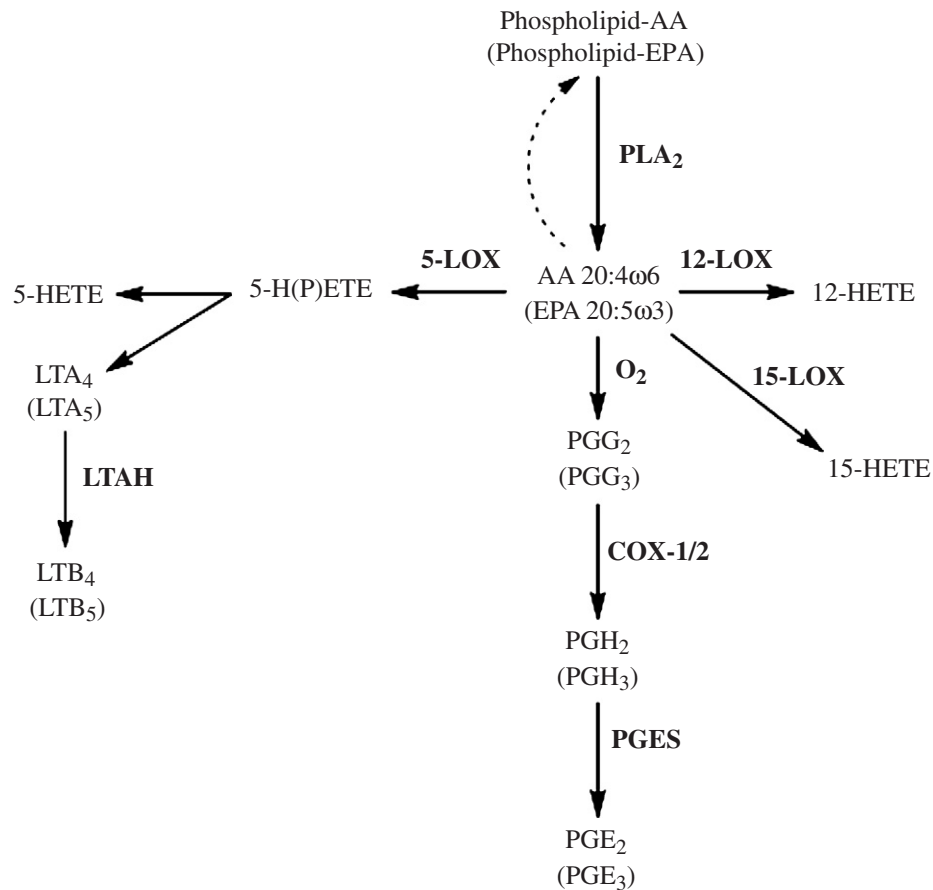 Phospholipid-AA
(Phospholipid-EPA)
PLA₂
5-LOX
AA 20:4ω6
12-LOX
5-HETE
5-H(P)ETE
(EPA 20:5ω3)
12-HETE
O₂
15-LOX
LTA₄
(LTA₅)
PGG₂
(PGG₃)
15-HETE
LTAH
COX-1/2
LTB₄
(LTB₅)
PGH₂
(PGH₃)
PGES
PGE₂
(PGE₃)